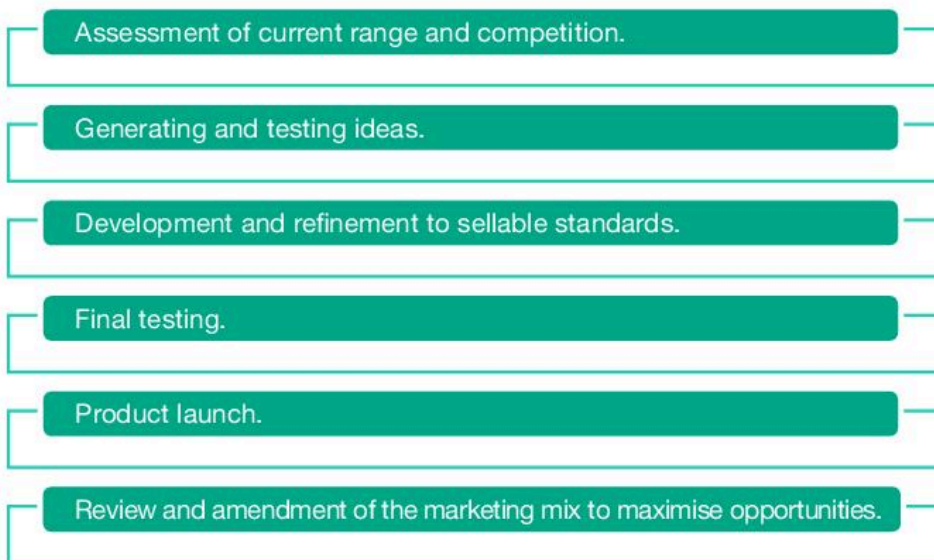 Assessment of current range and competition.
Generating and testing ideas.
Development and refinement to sellable standards.
Final testing.
Product launch.
Review and amendment of the marketing mix to maximise opportunities.